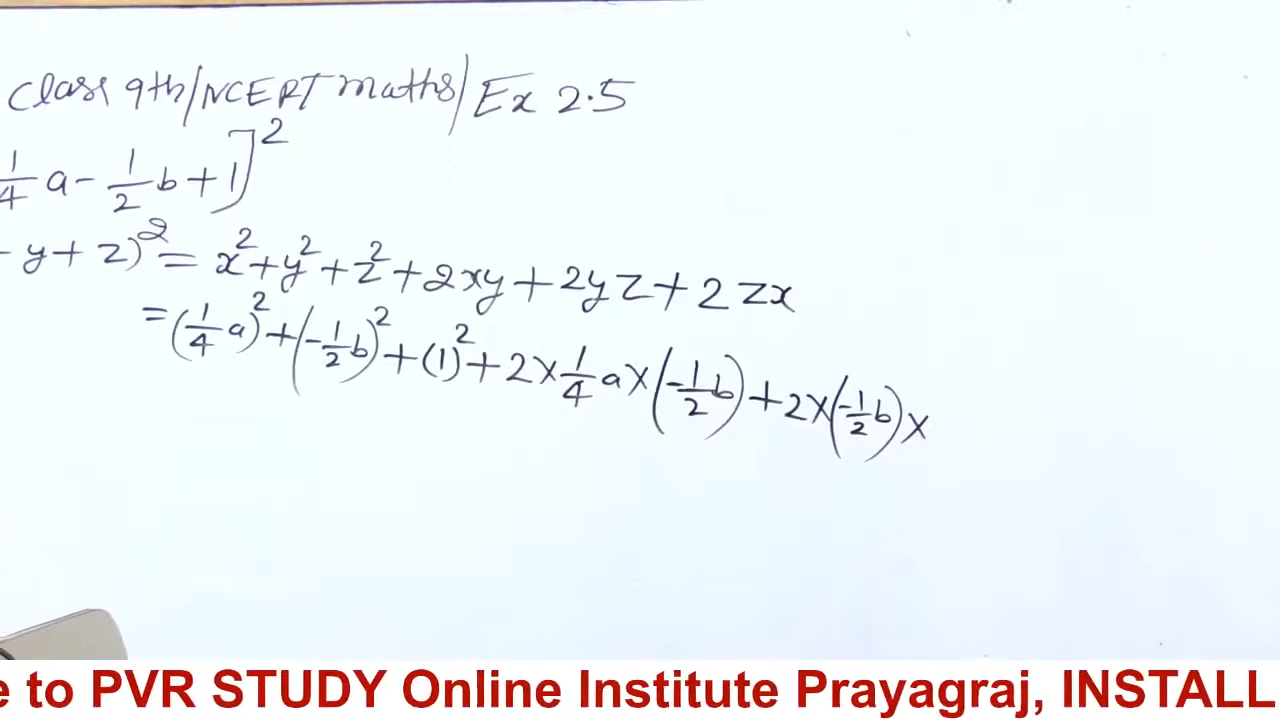 Class 9th/NCERT maths/Ex 2.5
1/4 a - 1/2 b + 1]²
- y + z)² = x² + y² + z² + 2xy + 2yz + 2zx
= (1/4 a)² + (-1/2 b)² + (1)² + 2 × 1/4 a × (-1/2 b) + 2 × (-1/2 b) ×
e to PVR STUDY Online Institute Prayagraj, INSTALL